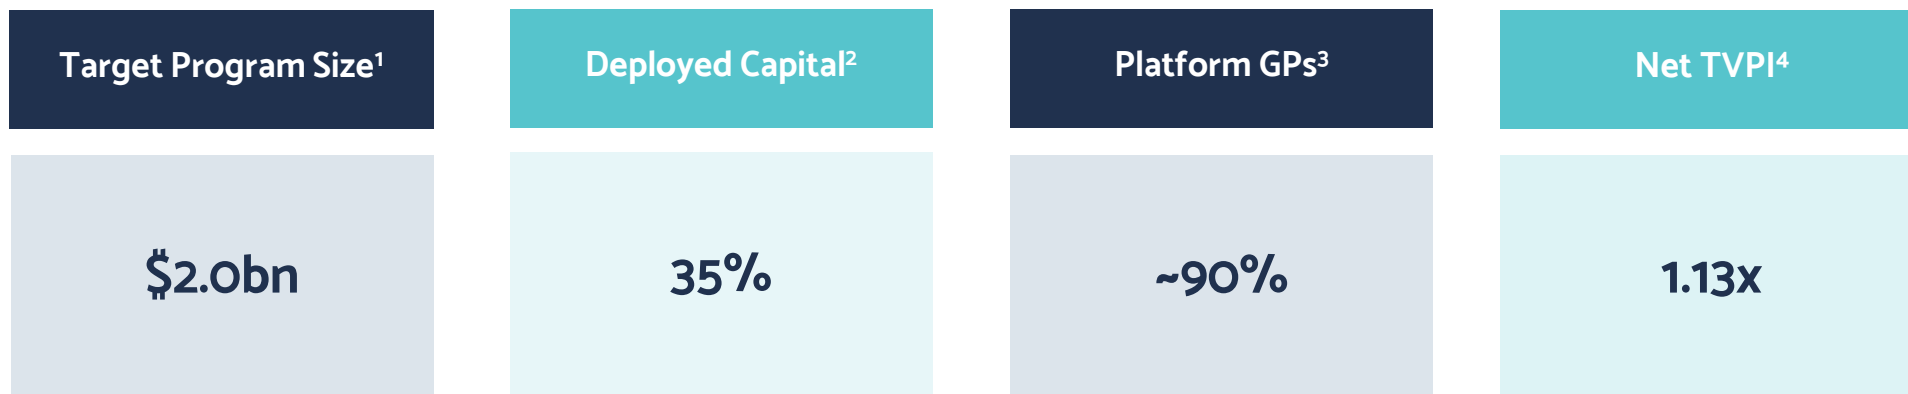 Target Program Size¹
Deployed Capital²
Platform GPs³
Net TVPI⁴
$2.0bn
35%
~90%
1.13x